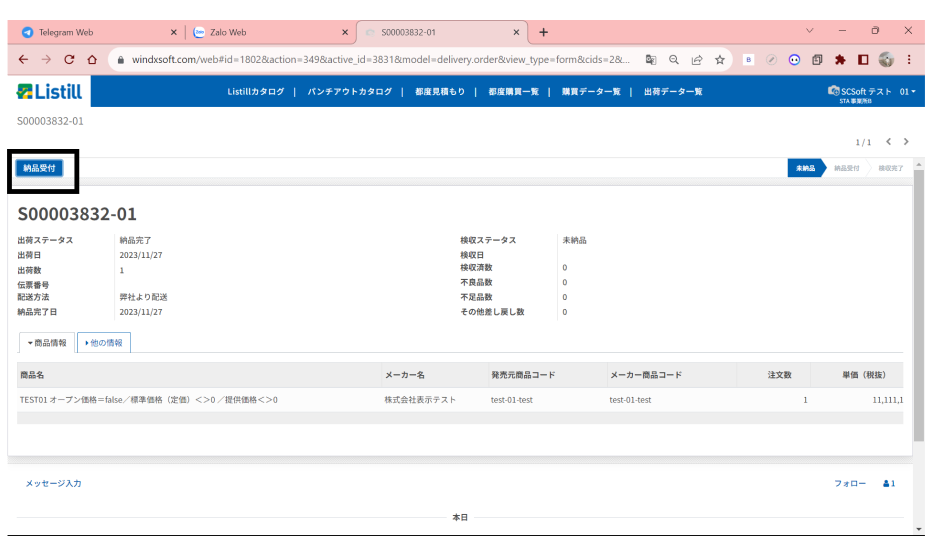 Telegram Web
Zalo Web
S00003832-01
windxsoft.com/web#id=1802&action=349&active_id=3831&model=delivery.order&view_type=form&cids=2&...
Listill
Listillカタログ | パンチアウトカタログ | 都度見積もり | 都度購買一覧 | 購買データ一覧 | 出荷データ一覧
SCSoft テスト 01
STA 事業所B
S00003832-01
1/1
納品受付
未納品 納品受付 検収完了
S00003832-01
出荷ステータス 納品完了 検収ステータス 未納品
出荷日 2023/11/27 検収日
出荷数 1 検収済数 0
伝票番号 不良品数 0
配送方法 弊社より配送 不足品数 0
納品完了日 2023/11/27 その他差し戻し数 0
商品情報 他の情報
商品名 メーカー名 発売元商品コード メーカー商品コード 注文数 単価（税抜）
TEST01 オープン価格＝false／標準価格（定価）＜＞0 ／提供価格＜＞0 株式会社表示テスト test-01-test test-01-test 1 11,111,1
メッセージ入力 フォロー 1
本日